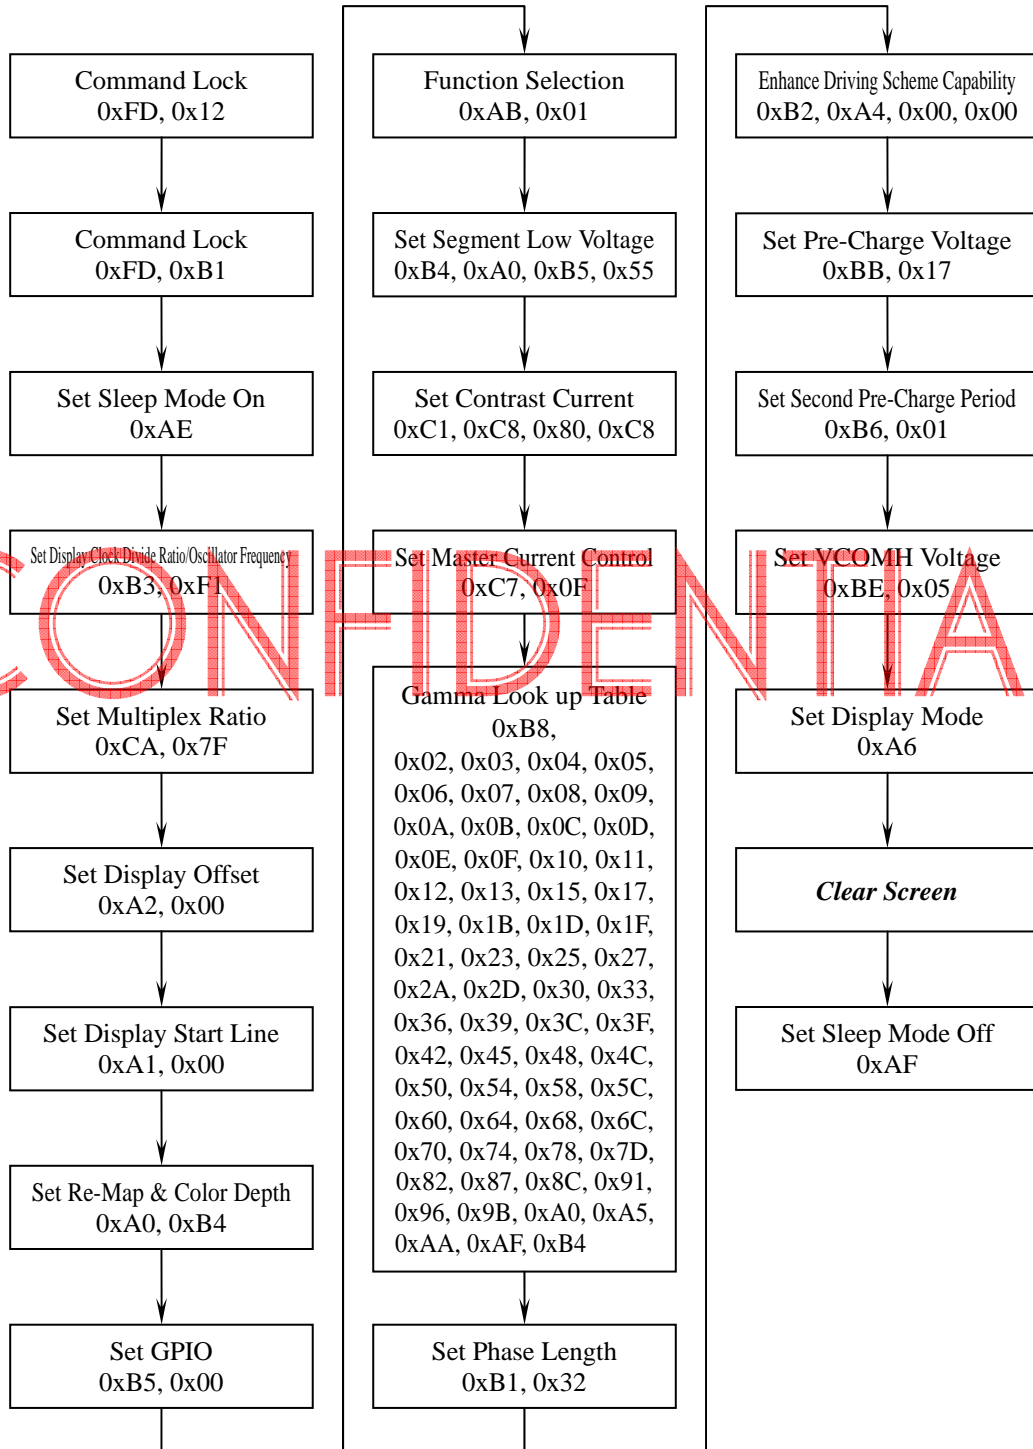 Command Lock
0xFD, 0x12
Command Lock
0xFD, 0xB1
Set Sleep Mode On
0xAE
Set Display Clock Divide Ratio/Oscillator Frequency
0xB3, 0xF1
Set Multiplex Ratio
0xCA, 0x7F
Set Display Offset
0xA2, 0x00
Set Display Start Line
0xA1, 0x00
Set Re-Map & Color Depth
0xA0, 0xB4
Set GPIO
0xB5, 0x00
Function Selection
0xAB, 0x01
Set Segment Low Voltage
0xB4, 0xA0, 0xB5, 0x55
Set Contrast Current
0xC1, 0xC8, 0x80, 0xC8
Set Master Current Control
0xC7, 0x0F
Gamma Look up Table
0xB8,
0x02, 0x03, 0x04, 0x05,
0x06, 0x07, 0x08, 0x09,
0x0A, 0x0B, 0x0C, 0x0D,
0x0E, 0x0F, 0x10, 0x11,
0x12, 0x13, 0x15, 0x17,
0x19, 0x1B, 0x1D, 0x1F,
0x21, 0x23, 0x25, 0x27,
0x2A, 0x2D, 0x30, 0x33,
0x36, 0x39, 0x3C, 0x3F,
0x42, 0x45, 0x48, 0x4C,
0x50, 0x54, 0x58, 0x5C,
0x60, 0x64, 0x68, 0x6C,
0x70, 0x74, 0x78, 0x7D,
0x82, 0x87, 0x8C, 0x91,
0x96, 0x9B, 0xA0, 0xA5,
0xAA, 0xAF, 0xB4
Set Phase Length
0xB1, 0x32
Enhance Driving Scheme Capability
0xB2, 0xA4, 0x00, 0x00
Set Pre-Charge Voltage
0xBB, 0x17
Set Second Pre-Charge Period
0xB6, 0x01
Set VCOMH Voltage
0xBE, 0x05
Set Display Mode
0xA6
Clear Screen
Set Sleep Mode Off
0xAF
CONFIDENTIA